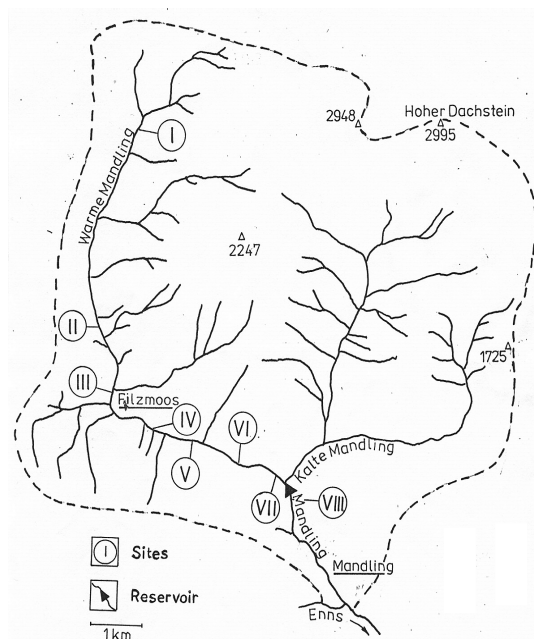 Hoher Dachstein
2948
2995
I
Warme Mandling
2247
II
1725
III
Filzmoos
IV
VI
Kalte Mandling
V
VII
VIII
Mandling
I Sites
Mandling
Reservoir
Enns
1km